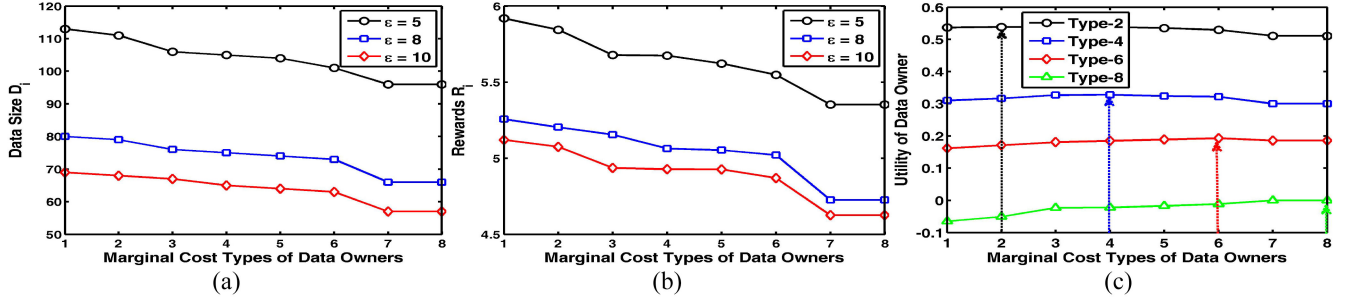 120
110
100
90
80
70
60
50
Data Size Dᵢ
ε = 5
ε = 8
ε = 10
1 2 3 4 5 6 7 8
Marginal Cost Types of Data Owners
(a)
6
5.5
5
4.5
Rewards Rᵢ
ε = 5
ε = 8
ε = 10
1 2 3 4 5 6 7 8
Marginal Cost Types of Data Owners
(b)
0.6
0.5
0.4
0.3
0.2
0.1
0
-0.1
Utility of Data Owner
Type-2
Type-4
Type-6
Type-8
1 2 3 4 5 6 7 8
Marginal Cost Types of Data Owners
(c)